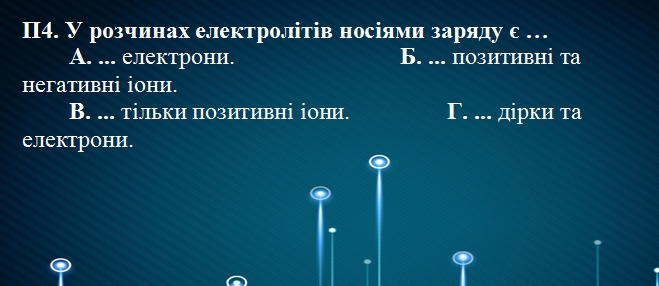 П4. У розчинах електролітів носіями заряду є …
А. ... електрони. Б. ... позитивні та
негативні іони.
В. ... тільки позитивні іони. Г. ... дірки та
електрони.